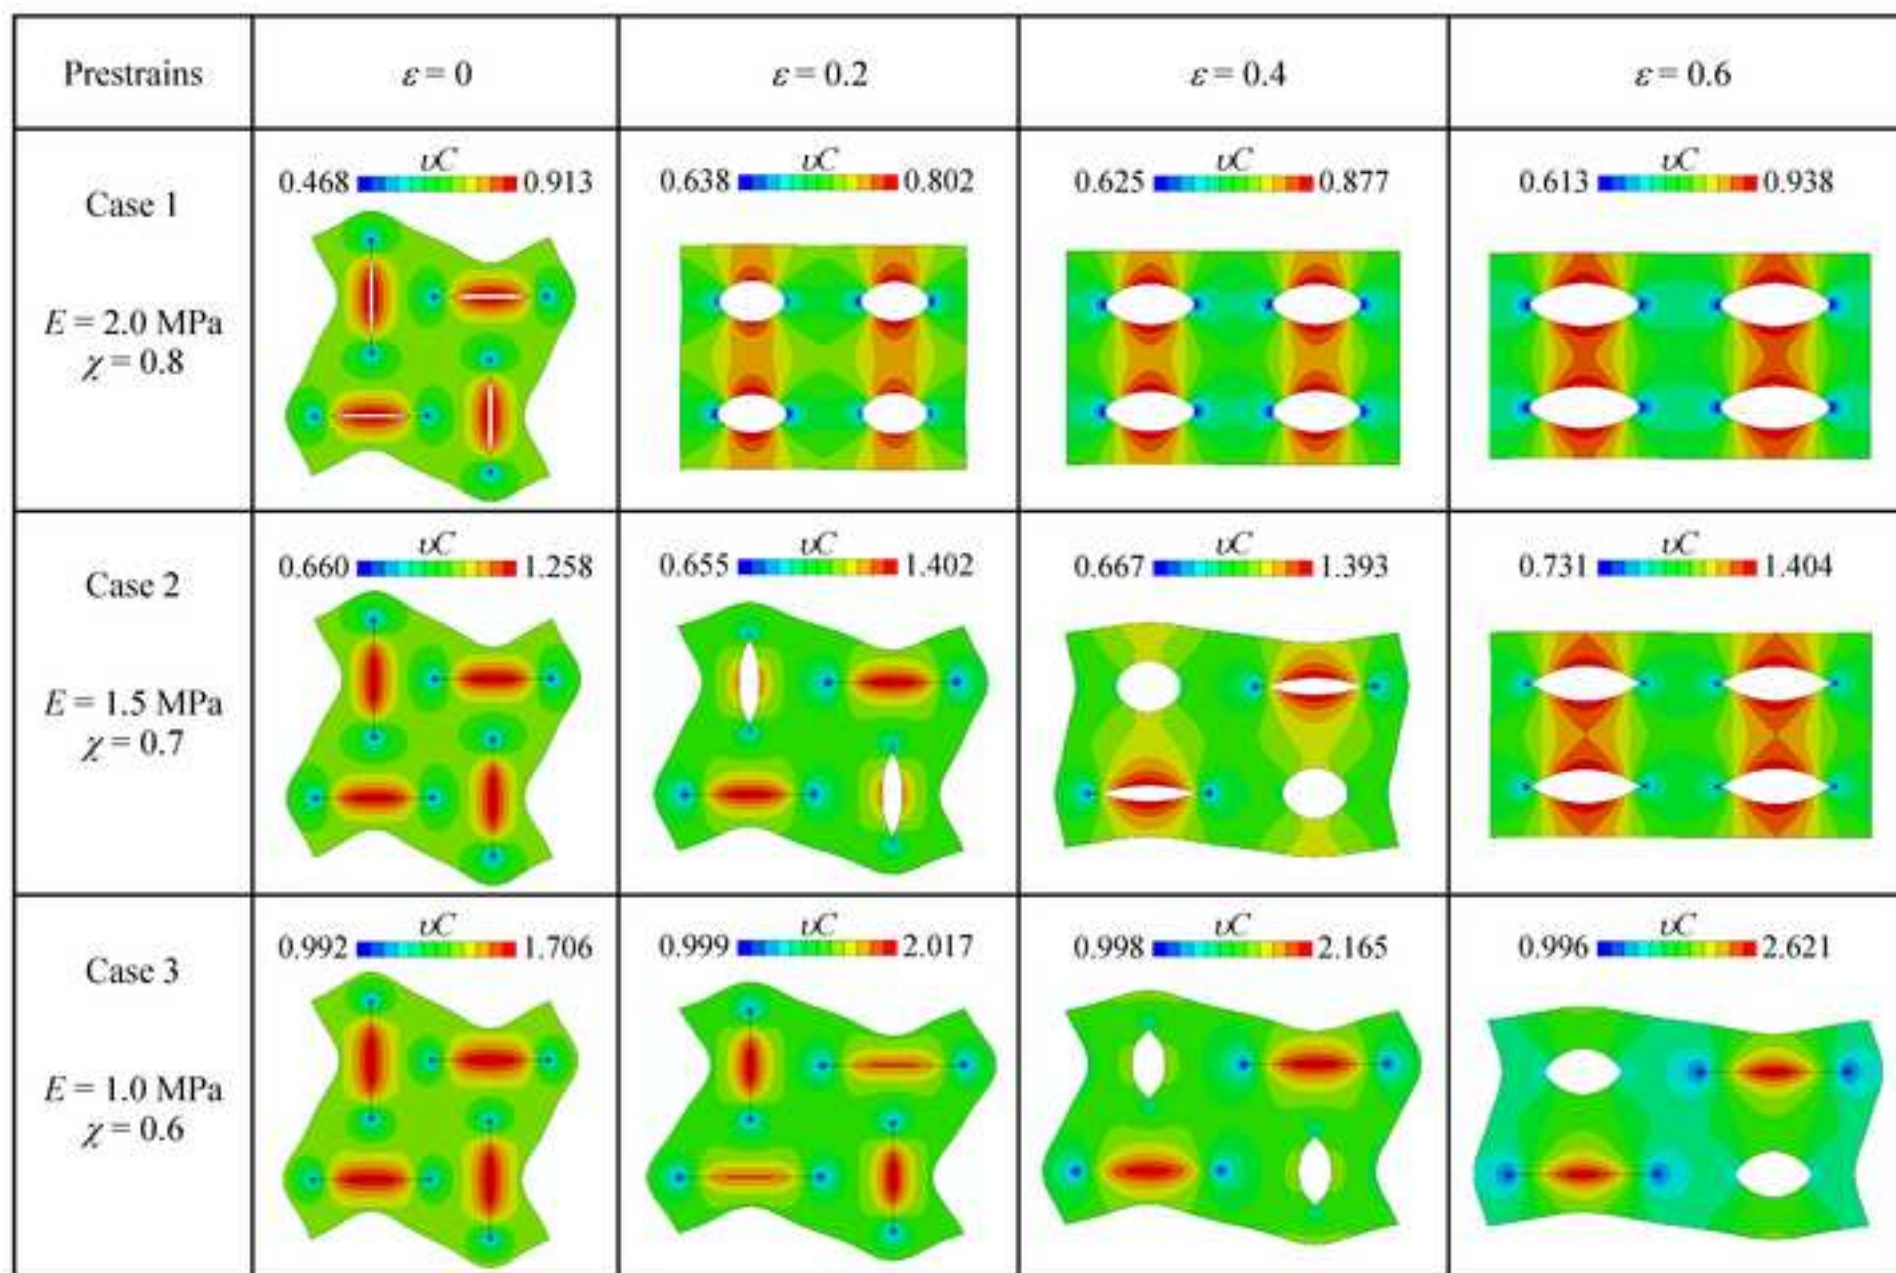 Prestrains
ε = 0
ε = 0.2
ε = 0.4
ε = 0.6
Case 1
E = 2.0 MPa
χ = 0.8
υC
0.468 0.913
υC
0.638 0.802
υC
0.625 0.877
υC
0.613 0.938
Case 2
E = 1.5 MPa
χ = 0.7
υC
0.660 1.258
υC
0.655 1.402
υC
0.667 1.393
υC
0.731 1.404
Case 3
E = 1.0 MPa
χ = 0.6
υC
0.992 1.706
υC
0.999 2.017
υC
0.998 2.165
υC
0.996 2.621